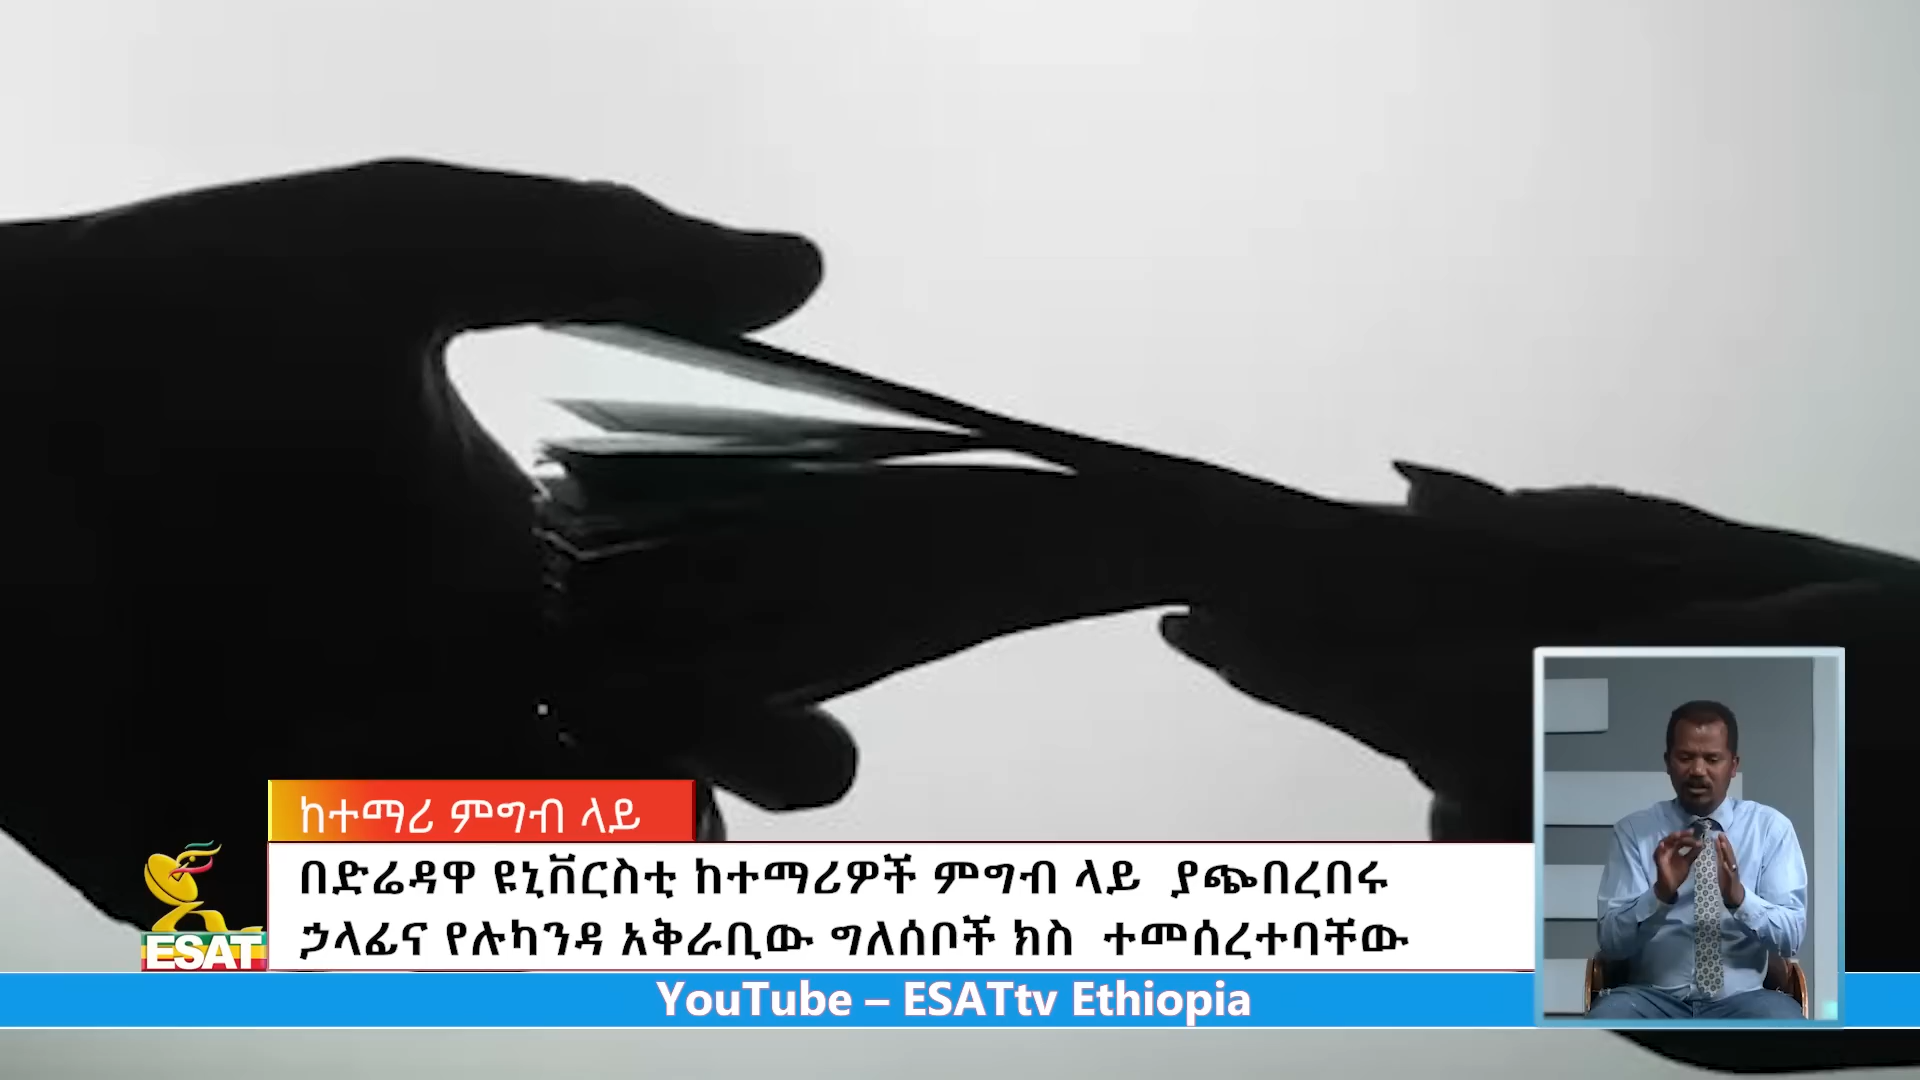 ከተማሪ ምግብ ላይ
በድሬዳዋ ዩኒቨርስቲ ከተማሪዎች ምግብ ላይ ያጭበረበሩ
ኃላፊና የሉካንዳ አቅራቢው ግለሰቦች ክስ ተመሰረተባቸው
ESAT
YouTube – ESATtv Ethiopia